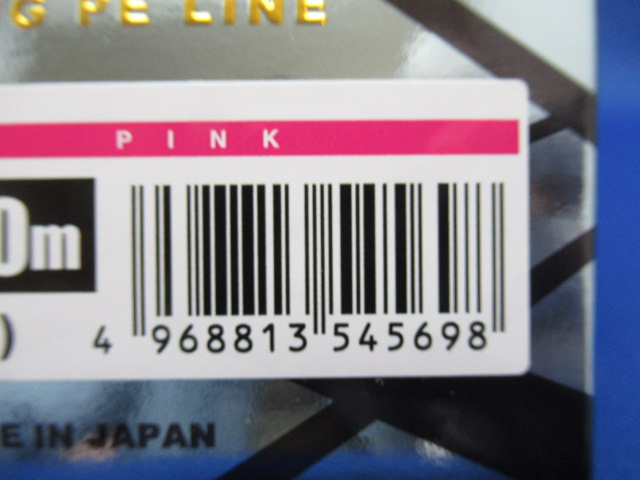 G PE LINE
PINK
0m
)
4 968813 545698
E IN JAPAN